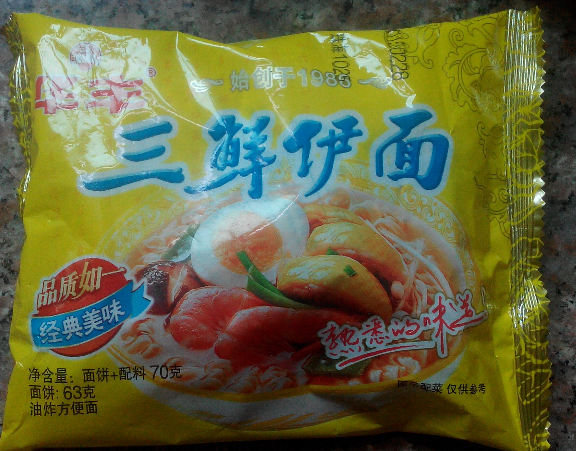 华丰®
始创于1985
三鲜伊面
品质如一
经典美味
熟悉的味道
净含量: 面饼+配料 70克
面饼: 63克
油炸方便面
配菜 仅供参考